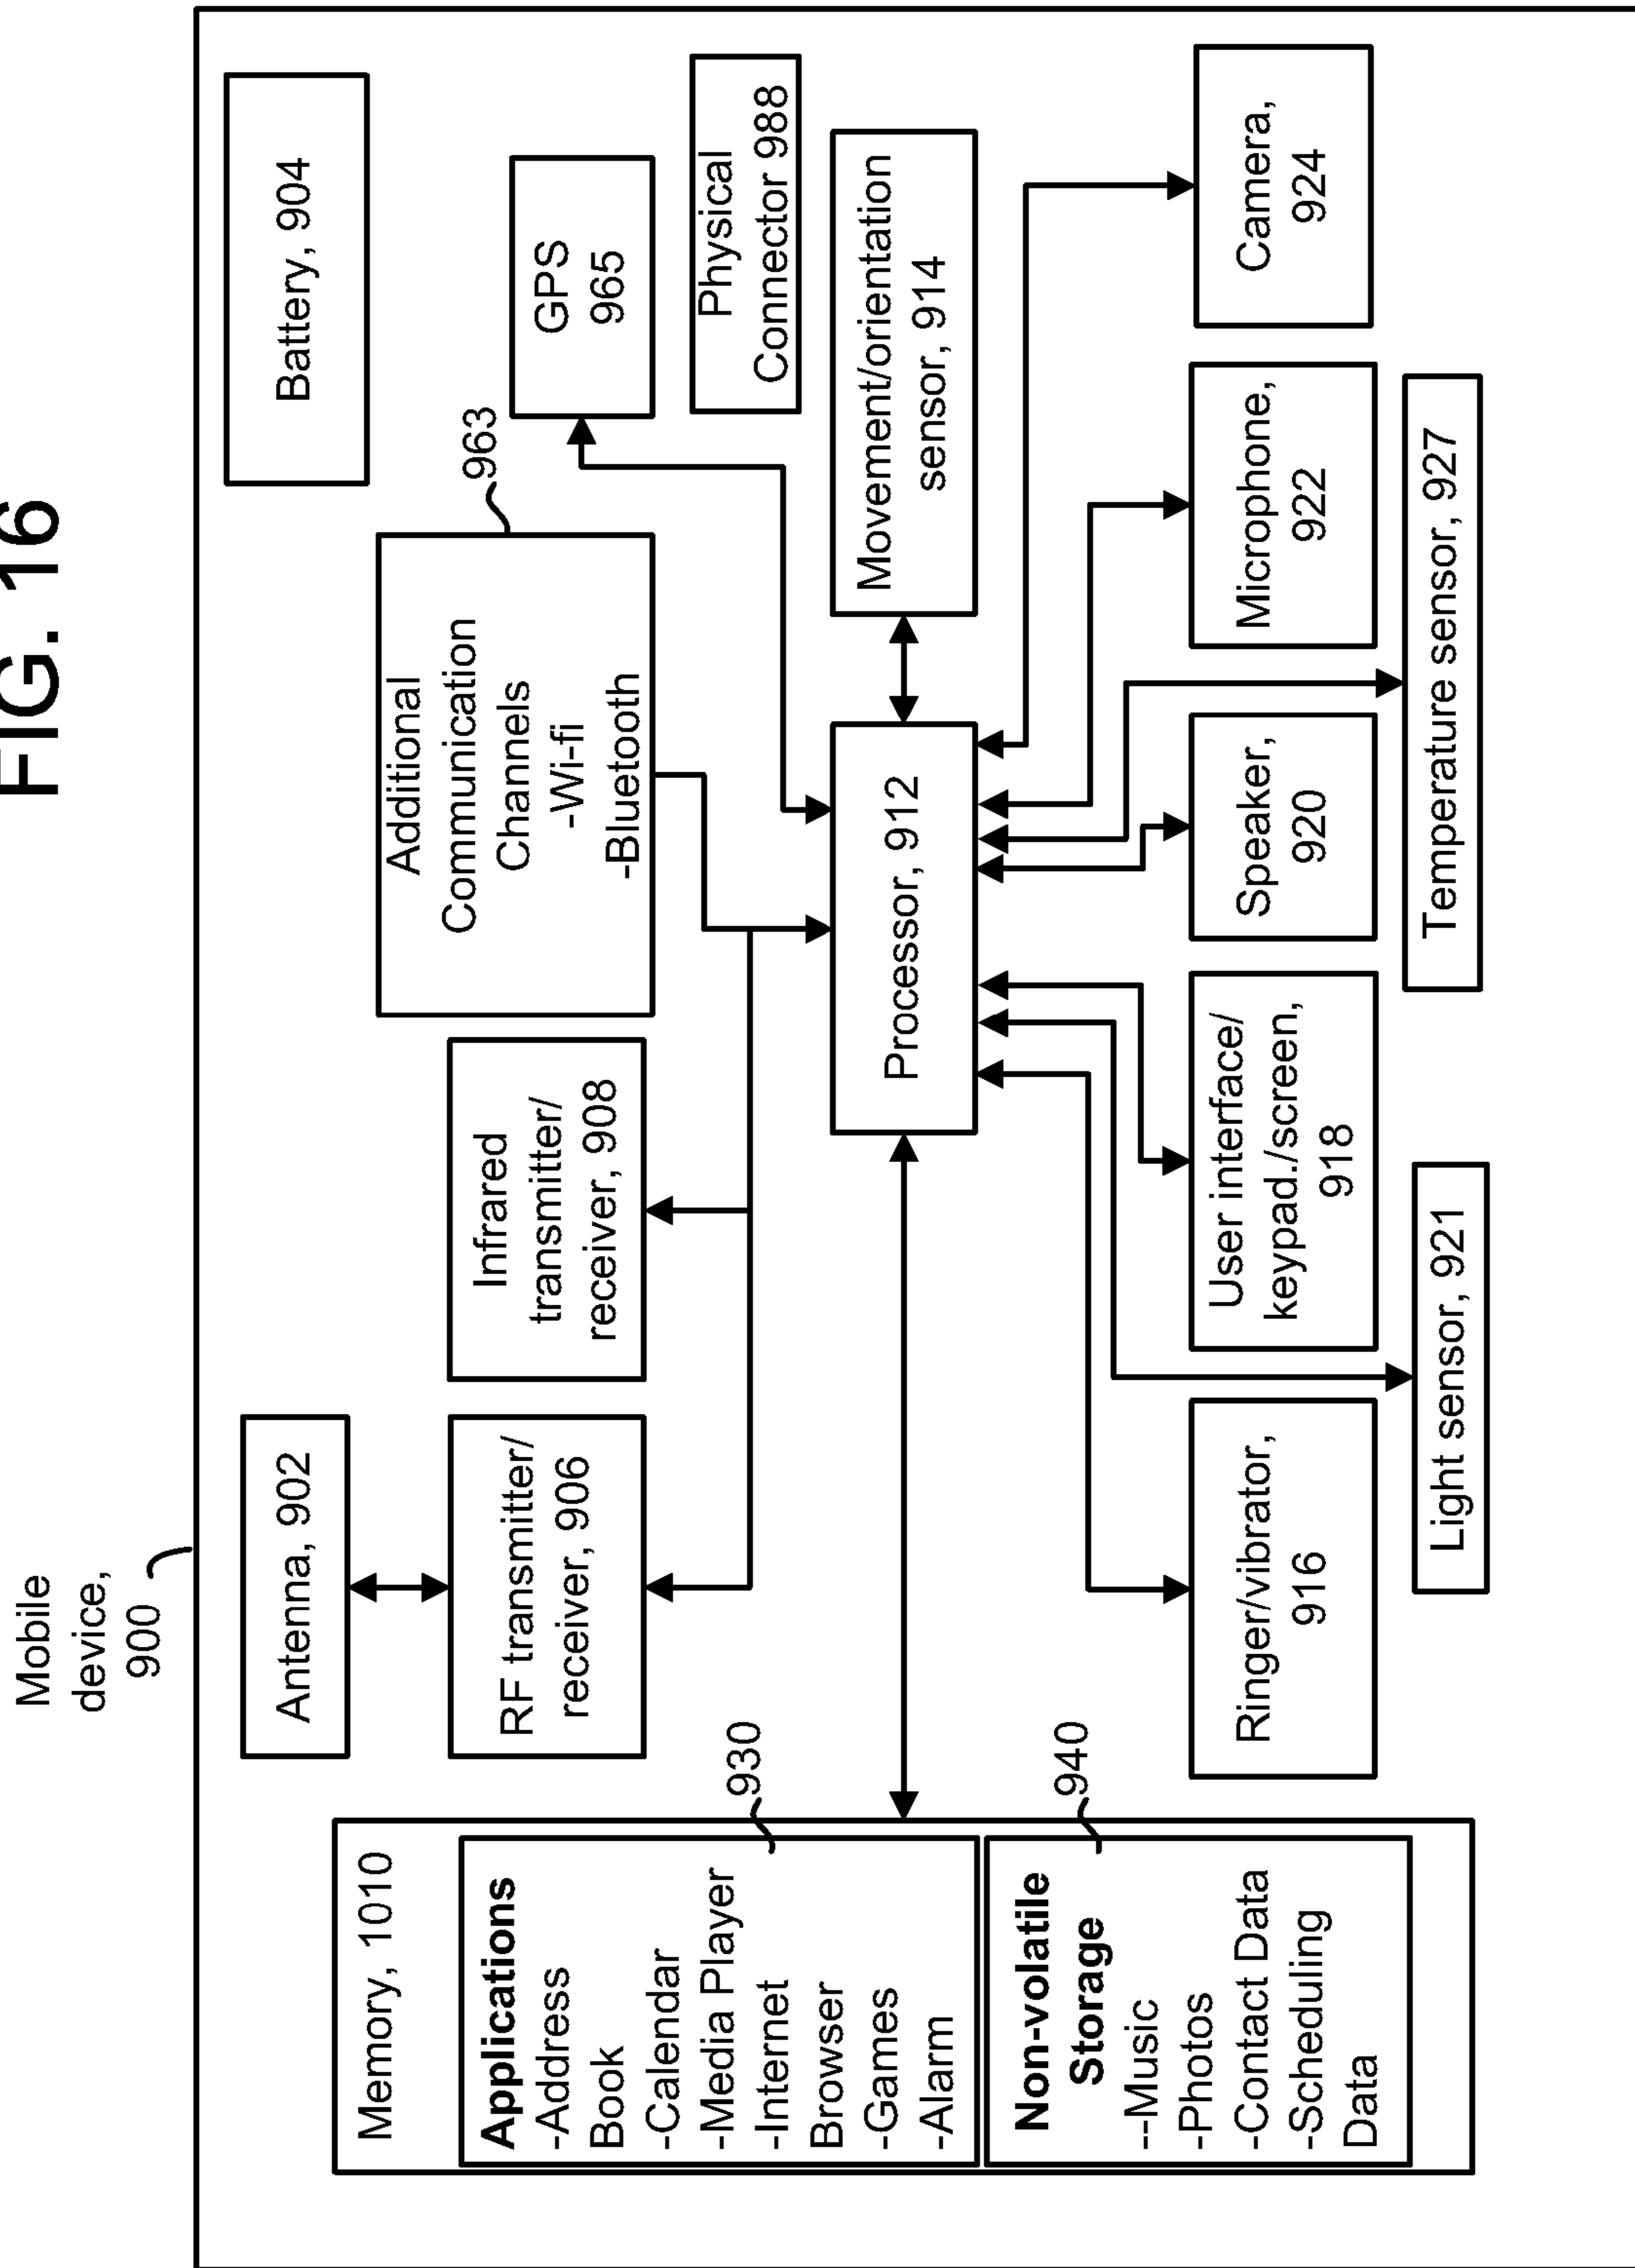 FIG. 16
Mobile
device,
900
Memory, 1010
Applications
-Address
Book
-Calendar
-Media Player
-Internet
Browser
-Games
-Alarm
930
Non-volatile
Storage
--Music
-Photos
-Contact Data
-Scheduling
Data
940
Antenna, 902
RF transmitter/
receiver, 906
Infrared
transmitter/
receiver, 908
Additional
Communication
Channels
-Wi-fi
-Bluetooth
963
Battery, 904
GPS
965
Physical
Connector 988
Processor, 912
Movement/orientation
sensor, 914
Ringer/vibrator,
916
User interface/
keypad./screen,
918
Speaker,
920
Microphone,
922
Camera,
924
Light sensor, 921
Temperature sensor, 927